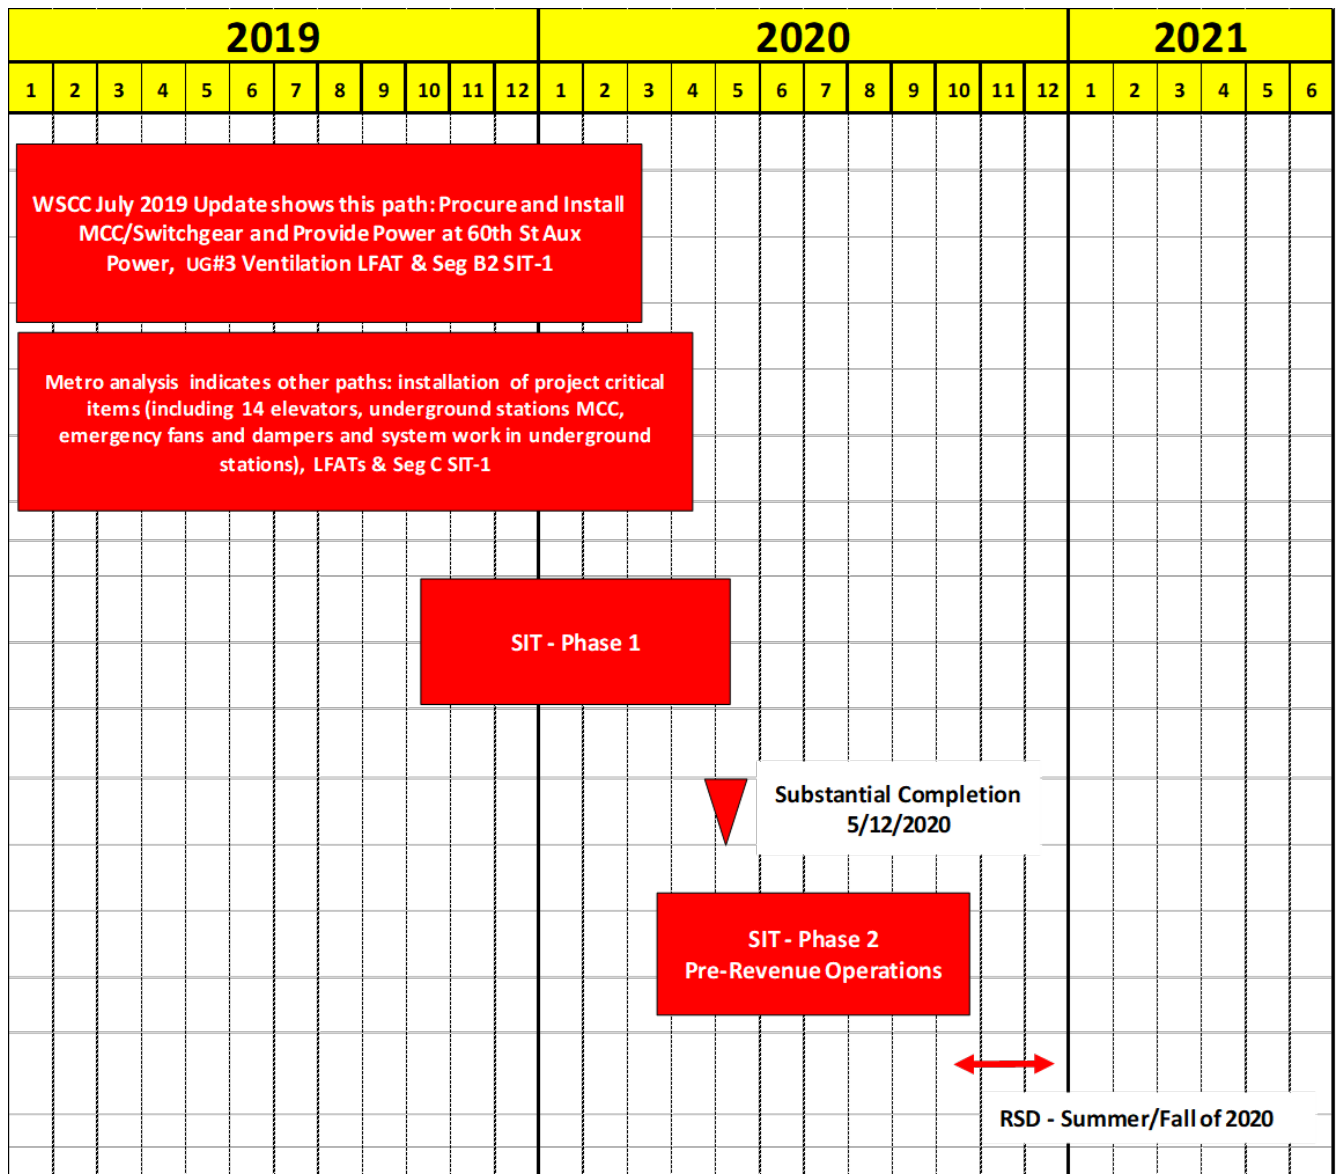 2019 2020 2021
1 2 3 4 5 6 7 8 9 10 11 12 1 2 3 4 5 6 7 8 9 10 11 12 1 2 3 4 5 6
WSCC July 2019 Update shows this path: Procure and Install
MCC/Switchgear and Provide Power at 60th St Aux
Power, UG#3 Ventilation LFAT & Seg B2 SIT-1
Metro analysis indicates other paths: installation of project critical
items (including 14 elevators, underground stations MCC,
emergency fans and dampers and system work in underground
stations), LFATs & Seg C SIT-1
SIT - Phase 1
Substantial Completion
5/12/2020
SIT - Phase 2
Pre-Revenue Operations
RSD - Summer/Fall of 2020